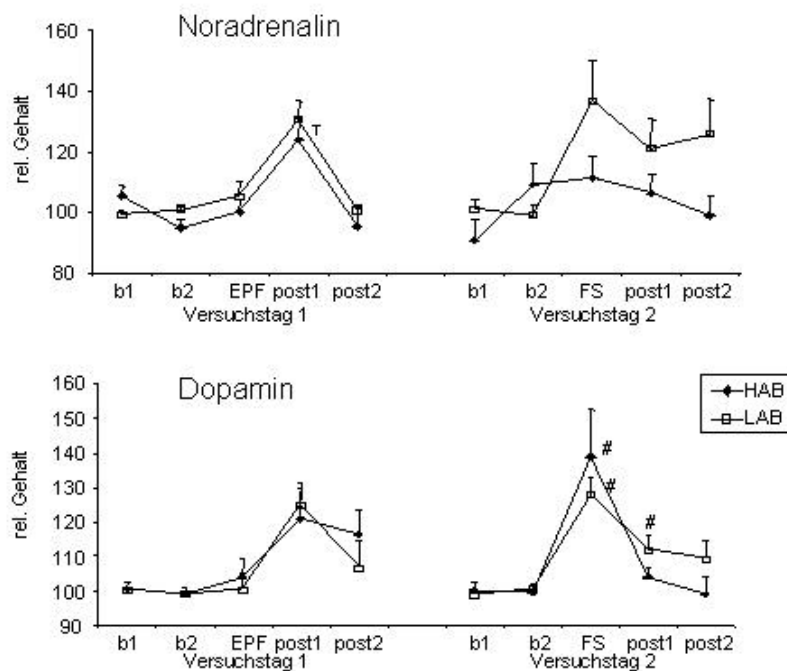 Noradrenalin
rel. Gehalt
160
140
120
100
80
b1 b2 EPF post1 post2 b1 b2 FS post1 post2
Versuchstag 1 Versuchstag 2
Dopamin
rel. Gehalt
160
150
140
130
120
110
100
90
# 
#
#
HAB
LAB
b1 b2 EPF post1 post2 b1 b2 FS post1 post2
Versuchstag 1 Versuchstag 2